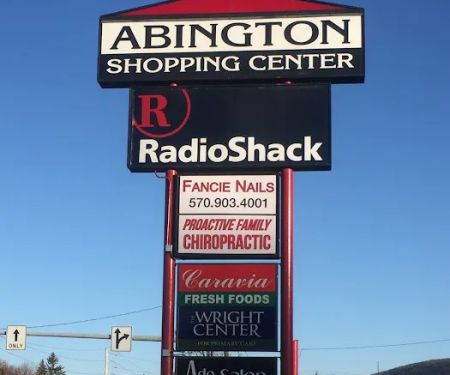 ABINGTON
SHOPPING CENTER
R
RadioShack
FANCIE NAILS
570.903.4001
PROACTIVE FAMILY
CHIROPRACTIC
Caravia
FRESH FOODS
THE WRIGHT
CENTER
FOR PRIMARY CARE
ONLY